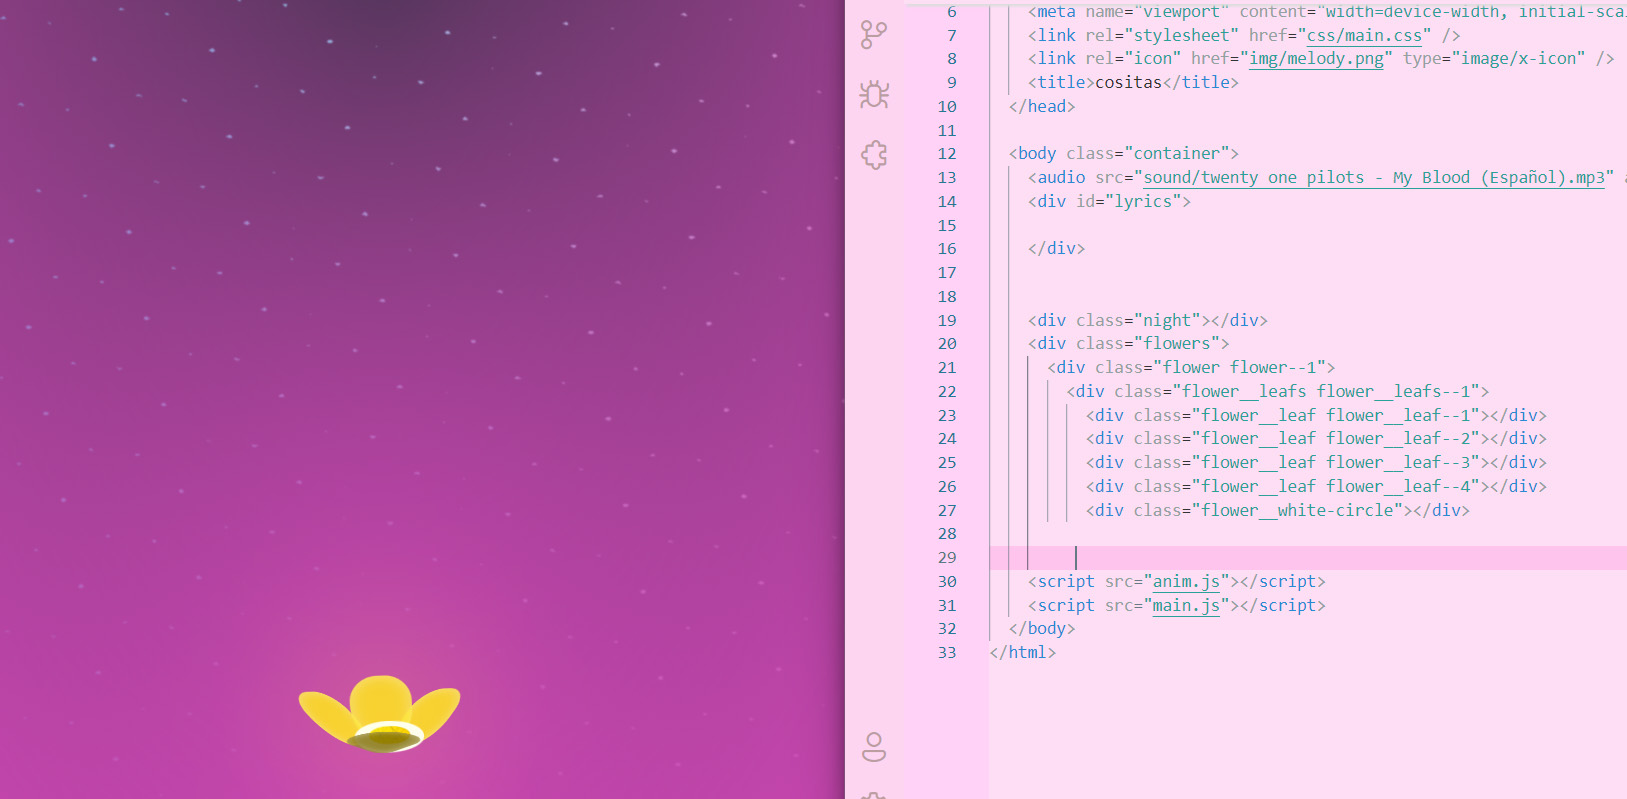 6 <meta name="viewport" content="width=device-width, initial-sca
7 <link rel="stylesheet" href="css/main.css" />
8 <link rel="icon" href="img/melody.png" type="image/x-icon" />
9 <title>cositas</title>
10 </head>
11
12 <body class="container">
13 <audio src="sound/twenty one pilots - My Blood (Español).mp3" a
14 <div id="lyrics">
15
16 </div>
17
18
19 <div class="night"></div>
20 <div class="flowers">
21 <div class="flower flower--1">
22 <div class="flower__leafs flower__leafs--1">
23 <div class="flower__leaf flower__leaf--1"></div>
24 <div class="flower__leaf flower__leaf--2"></div>
25 <div class="flower__leaf flower__leaf--3"></div>
26 <div class="flower__leaf flower__leaf--4"></div>
27 <div class="flower__white-circle"></div>
28
29
30 <script src="anim.js"></script>
31 <script src="main.js"></script>
32 </body>
33 </html>